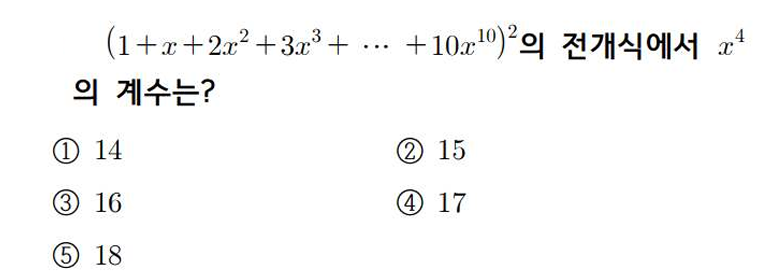 (1+x+2x²+3x³+ ⋯ +10x¹⁰)²의 전개식에서 x⁴
의 계수는?
① 14 ② 15
③ 16 ④ 17
⑤ 18